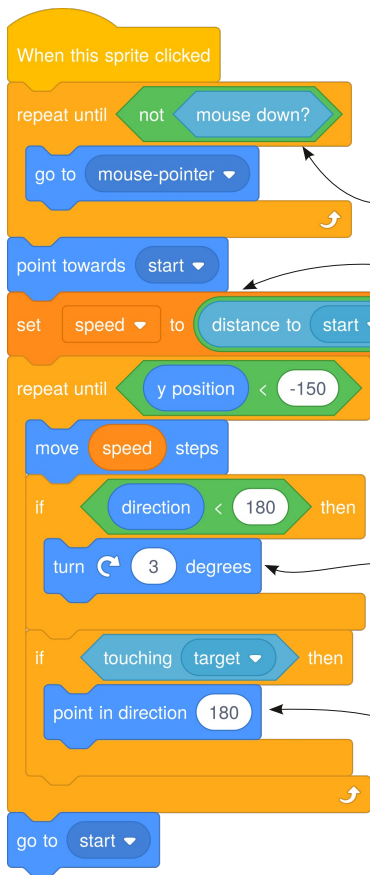 When this sprite clicked
repeat until not mouse down?
go to mouse-pointer
point towards start
set speed to distance to start
repeat until y position < -150
move speed steps
if direction < 180 then
turn 3 degrees
if touching target then
point in direction 180
go to start